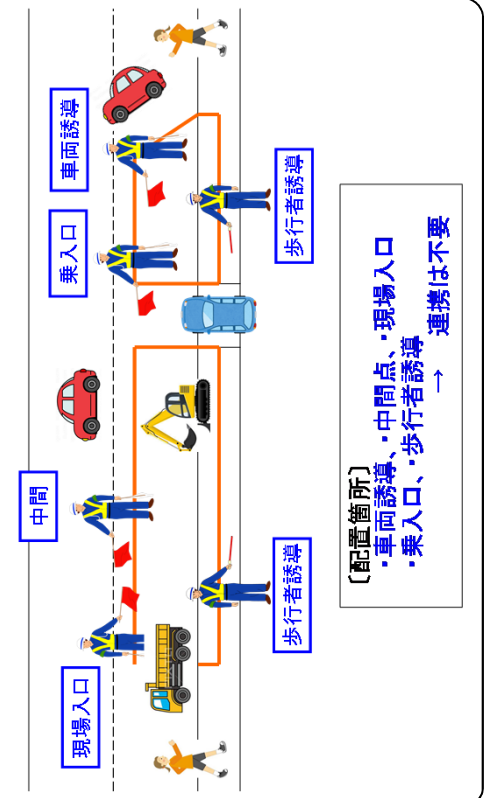 現場入口
中間
乗入口
車両誘導
歩行者誘導
歩行者誘導
〔配置箇所〕
・車両誘導、・中間点、・現場入口
・乗入口、・歩行者誘導
→ 連携は不要